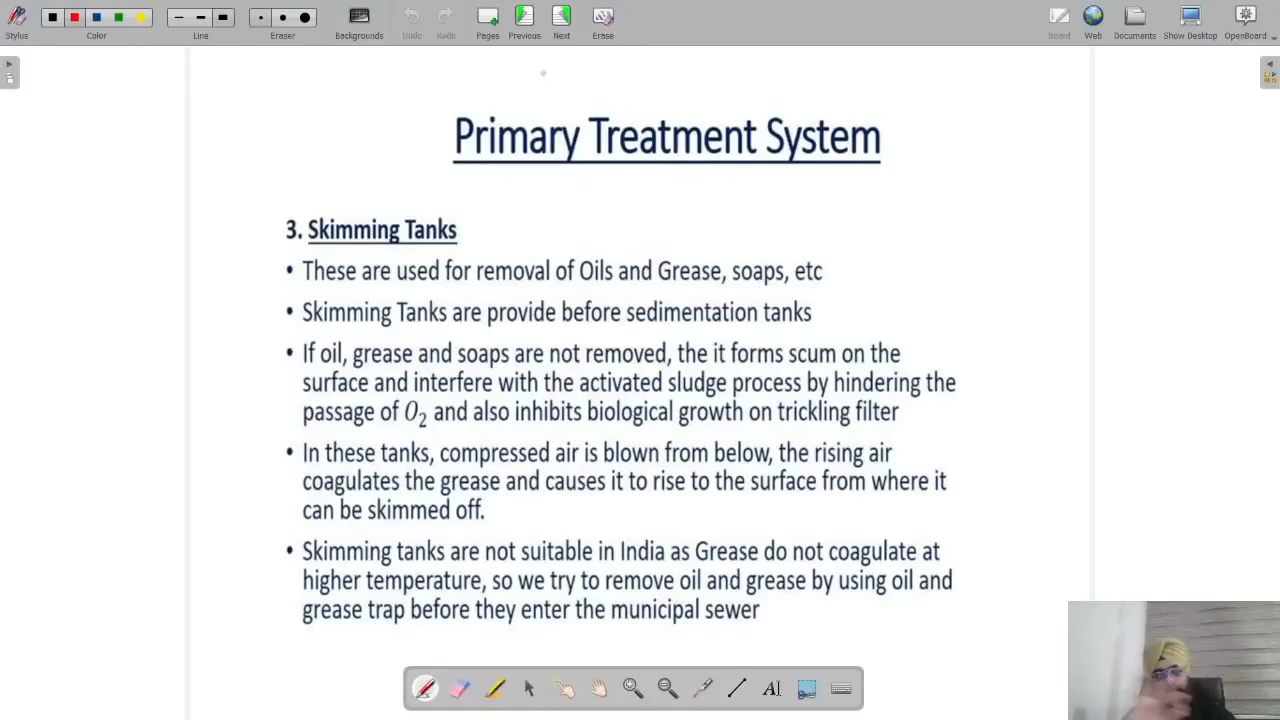 Stylus Color Line Eraser Backgrounds Undo Redo Pages Previous Next Erase Board Web Documents Show Desktop OpenBoard
Primary Treatment System
3. Skimming Tanks
• These are used for removal of Oils and Grease, soaps, etc
• Skimming Tanks are provide before sedimentation tanks
• If oil, grease and soaps are not removed, the it forms scum on the
surface and interfere with the activated sludge process by hindering the
passage of O₂ and also inhibits biological growth on trickling filter
• In these tanks, compressed air is blown from below, the rising air
coagulates the grease and causes it to rise to the surface from where it
can be skimmed off.
• Skimming tanks are not suitable in India as Grease do not coagulate at
higher temperature, so we try to remove oil and grease by using oil and
grease trap before they enter the municipal sewer